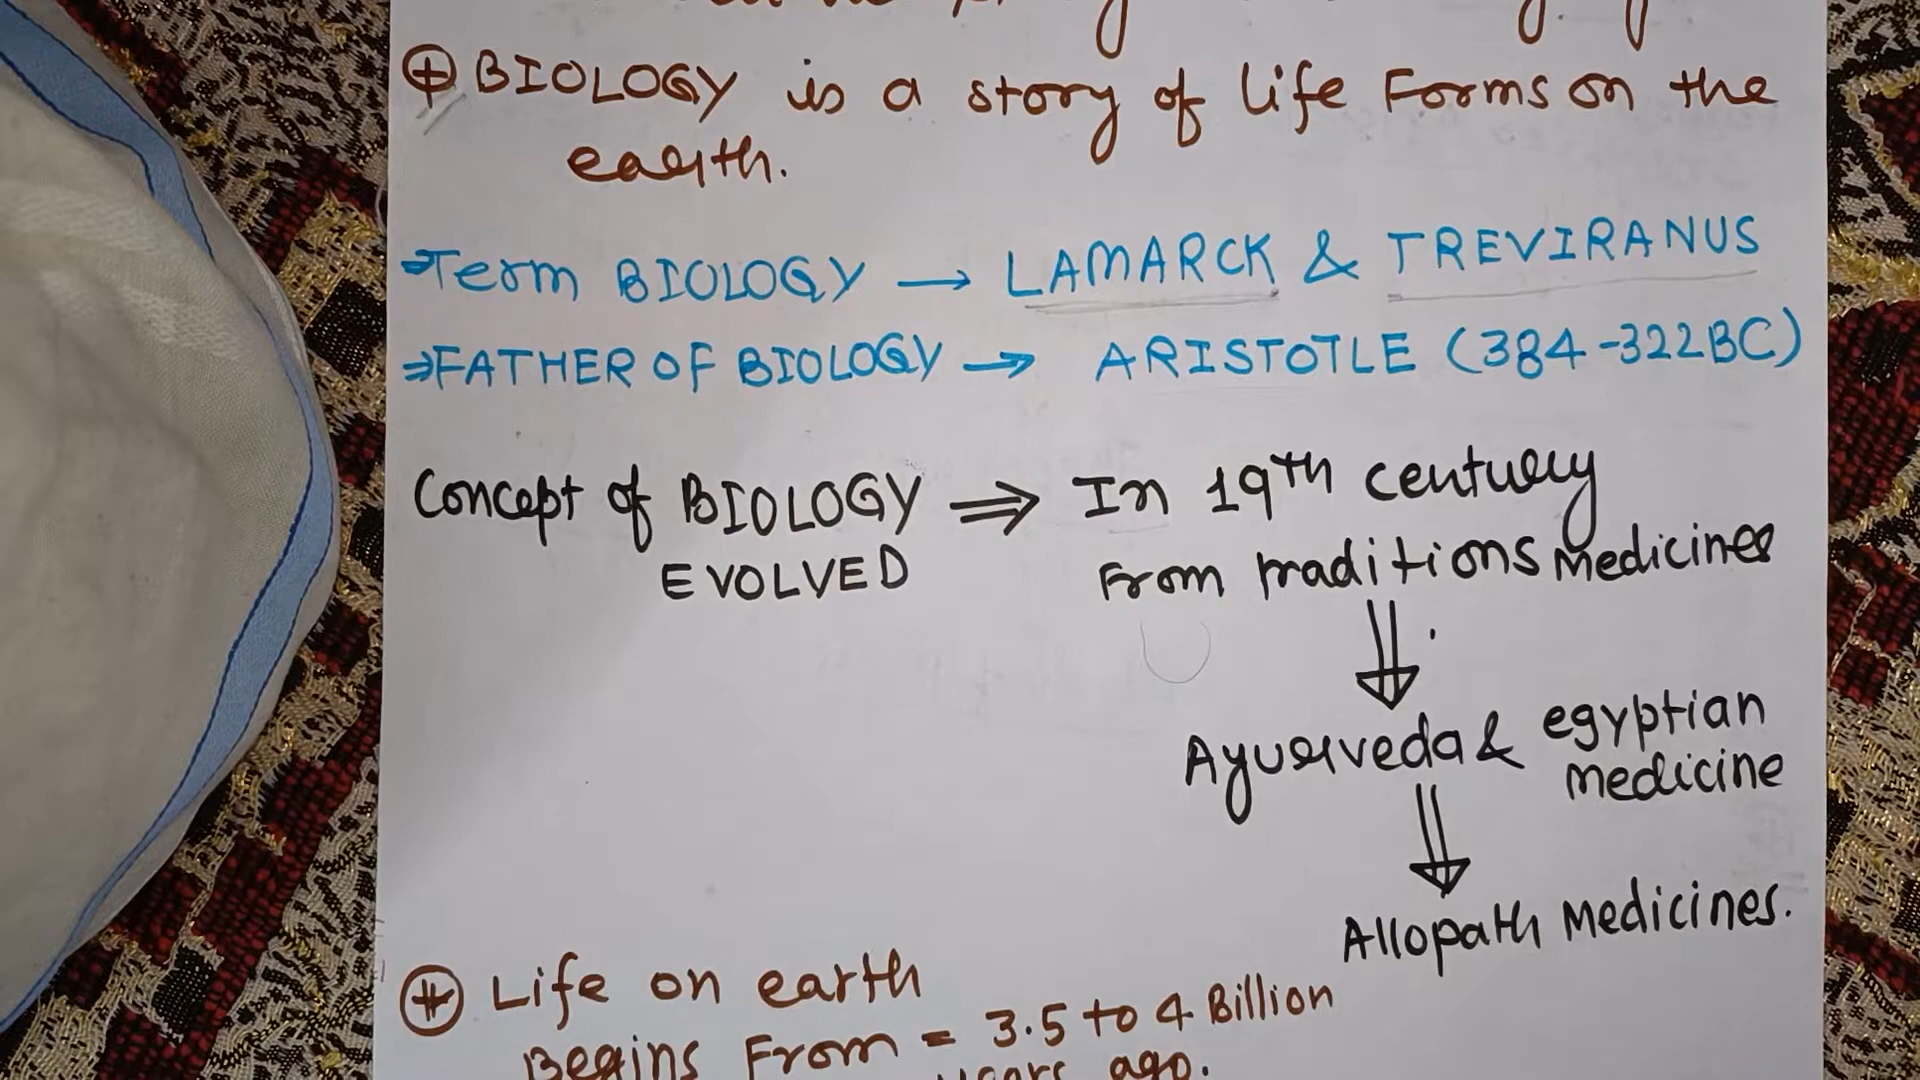 BIOLOGY is a story of life Forms on the
earth.
⇒Term BIOLOGY → LAMARCK & TREVIRANUS
⇒FATHER OF BIOLOGY → ARISTOTLE (384-322BC)
Concept of BIOLOGY ⇒ In 19TH century
EVOLVED From traditions Medicines
Ayurveda & egyptian
medicine
Allopath Medicines.
Life on earth
Begins From = 3.5 to 4 Billion
years ago.